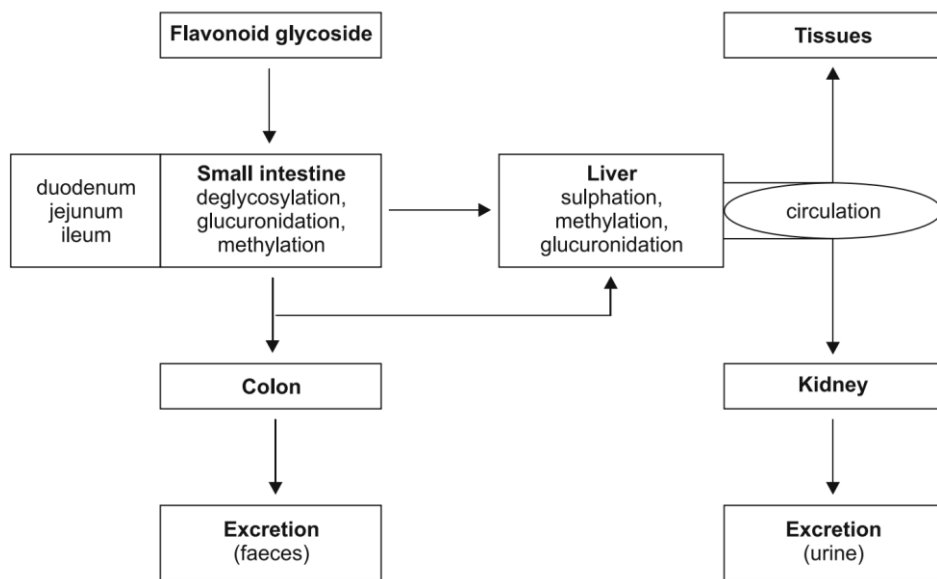 Flavonoid glycoside
Tissues
duodenum
jejunum
ileum
Small intestine
deglycosylation,
glucuronidation,
methylation
Liver
sulphation,
methylation,
glucuronidation
circulation
Colon
Kidney
Excretion
(faeces)
Excretion
(urine)